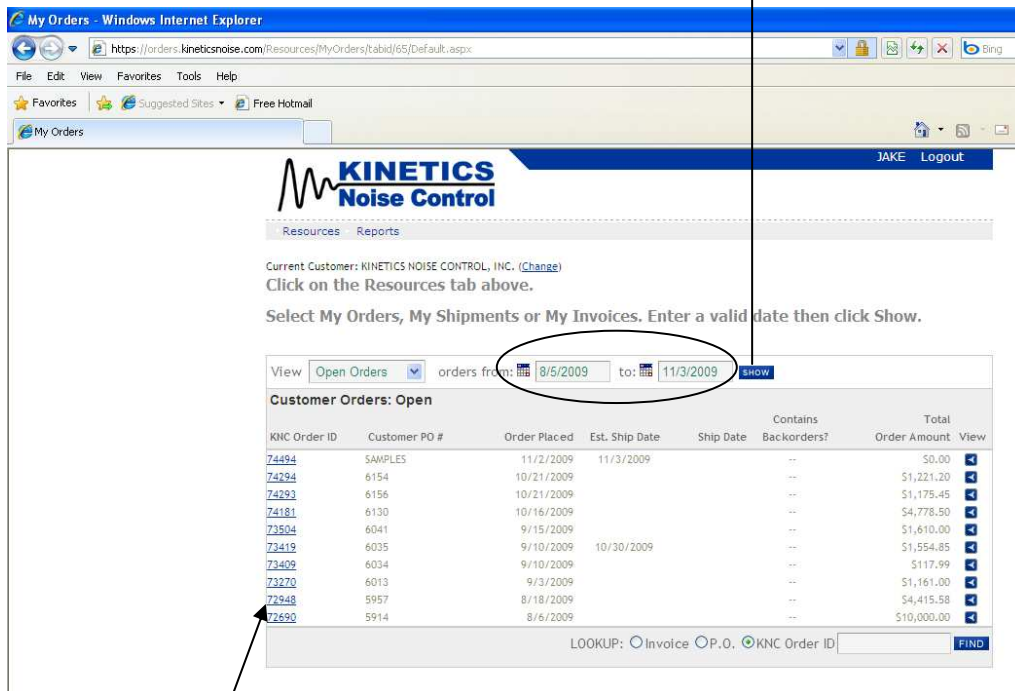 My Orders - Windows Internet Explorer
https://orders.kineticsnoise.com/Resources/MyOrders/tabid/65/Default.aspx
Bing
File Edit View Favorites Tools Help
Favorites Suggested Sites Free Hotmail
My Orders
JAKE Logout
KINETICS
Noise Control
Resources Reports
Current Customer: KINETICS NOISE CONTROL, INC. (Change)
Click on the Resources tab above.
Select My Orders, My Shipments or My Invoices. Enter a valid date then click Show.
View Open Orders orders from: 8/5/2009 to: 11/3/2009 SHOW
Customer Orders: Open
Contains Total
KNC Order ID Customer PO # Order Placed Est. Ship Date Ship Date Backorders? Order Amount View
74494 SAMPLES 11/2/2009 11/3/2009 -- $0.00
74294 6154 10/21/2009 -- $1,221.20
74293 6156 10/21/2009 -- $1,175.45
74181 6130 10/16/2009 -- $4,778.50
73504 6041 9/15/2009 -- $1,610.00
73419 6035 9/10/2009 10/30/2009 -- $1,554.85
73409 6034 9/10/2009 -- $117.99
73270 6013 9/3/2009 -- $1,161.00
72948 5957 8/18/2009 -- $4,415.58
72690 5914 8/6/2009 -- $10,000.00
LOOKUP: Invoice P.O. KNC Order ID FIND